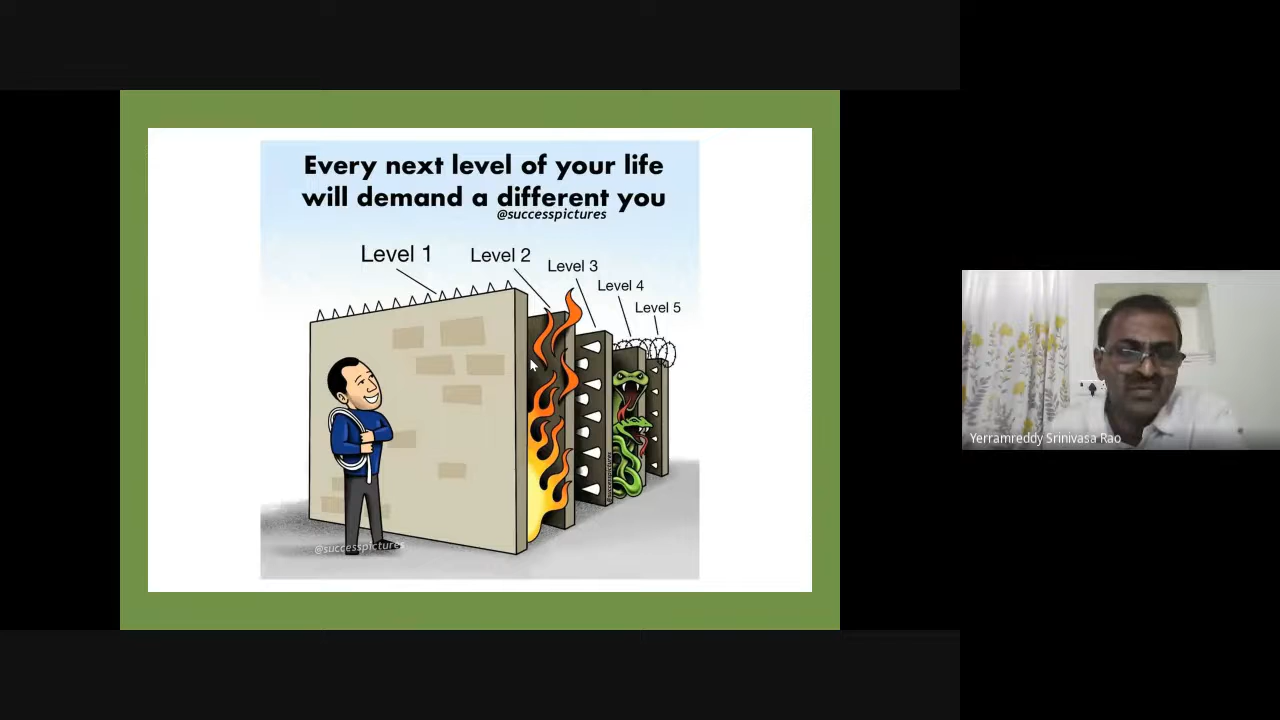 Every next level of your life
will demand a different you
@successpictures
Level 1
Level 2
Level 3
Level 4
Level 5
@successpictures
@successpictures
Yerramreddy Srinivasa Rao